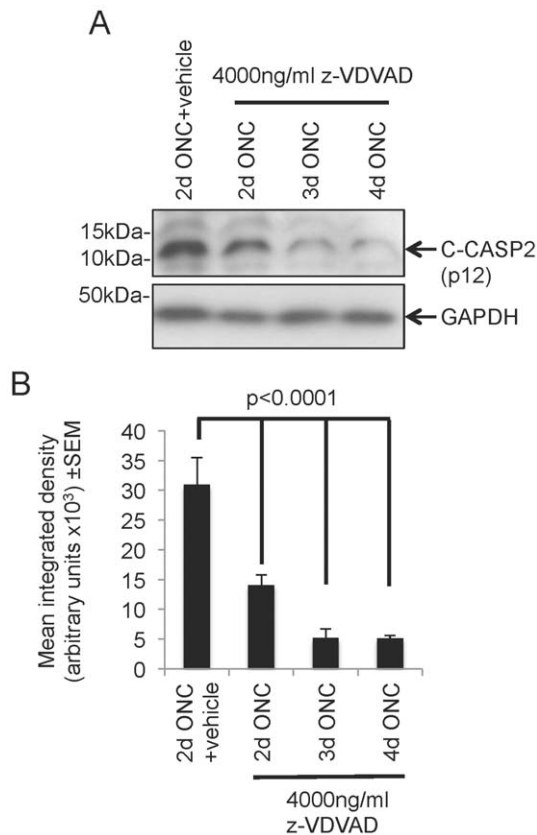 A
4000ng/ml z-VDVAD
2d ONC+vehicle
2d ONC
3d ONC
4d ONC
15kDa-
10kDa-
C-CASP2
(p12)
50kDa-
GAPDH
B
p<0.0001
Mean integrated density
(arbitrary units x10³) ±SEM
40
35
30
25
20
15
10
5
0
2d ONC
+vehicle
2d ONC
3d ONC
4d ONC
4000ng/ml
z-VDVAD